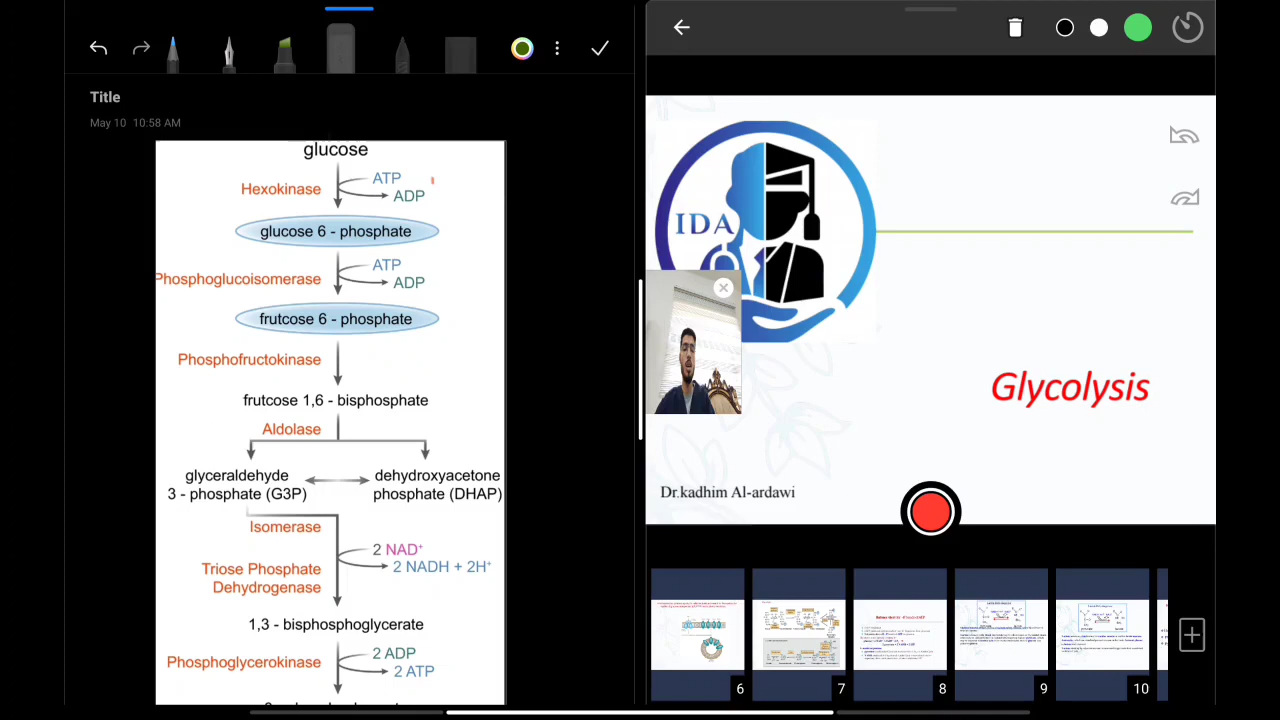 Title
May 10 10:58 AM
glucose
Hexokinase
ATP
ADP
glucose 6 - phosphate
Phosphoglucoisomerase
ATP
ADP
frutcose 6 - phosphate
Phosphofructokinase
frutcose 1,6 - bisphosphate
Aldolase
glyceraldehyde
3 - phosphate (G3P)
dehydroxyacetone
phosphate (DHAP)
Isomerase
2 NAD+
2 NADH + 2H+
Triose Phosphate
Dehydrogenase
1,3 - bisphosphoglycerate
Phosphoglycerokinase
2 ADP
2 ATP
IDA
Glycolysis
Dr.kadhim Al-ardawi
6
7
8
9
10